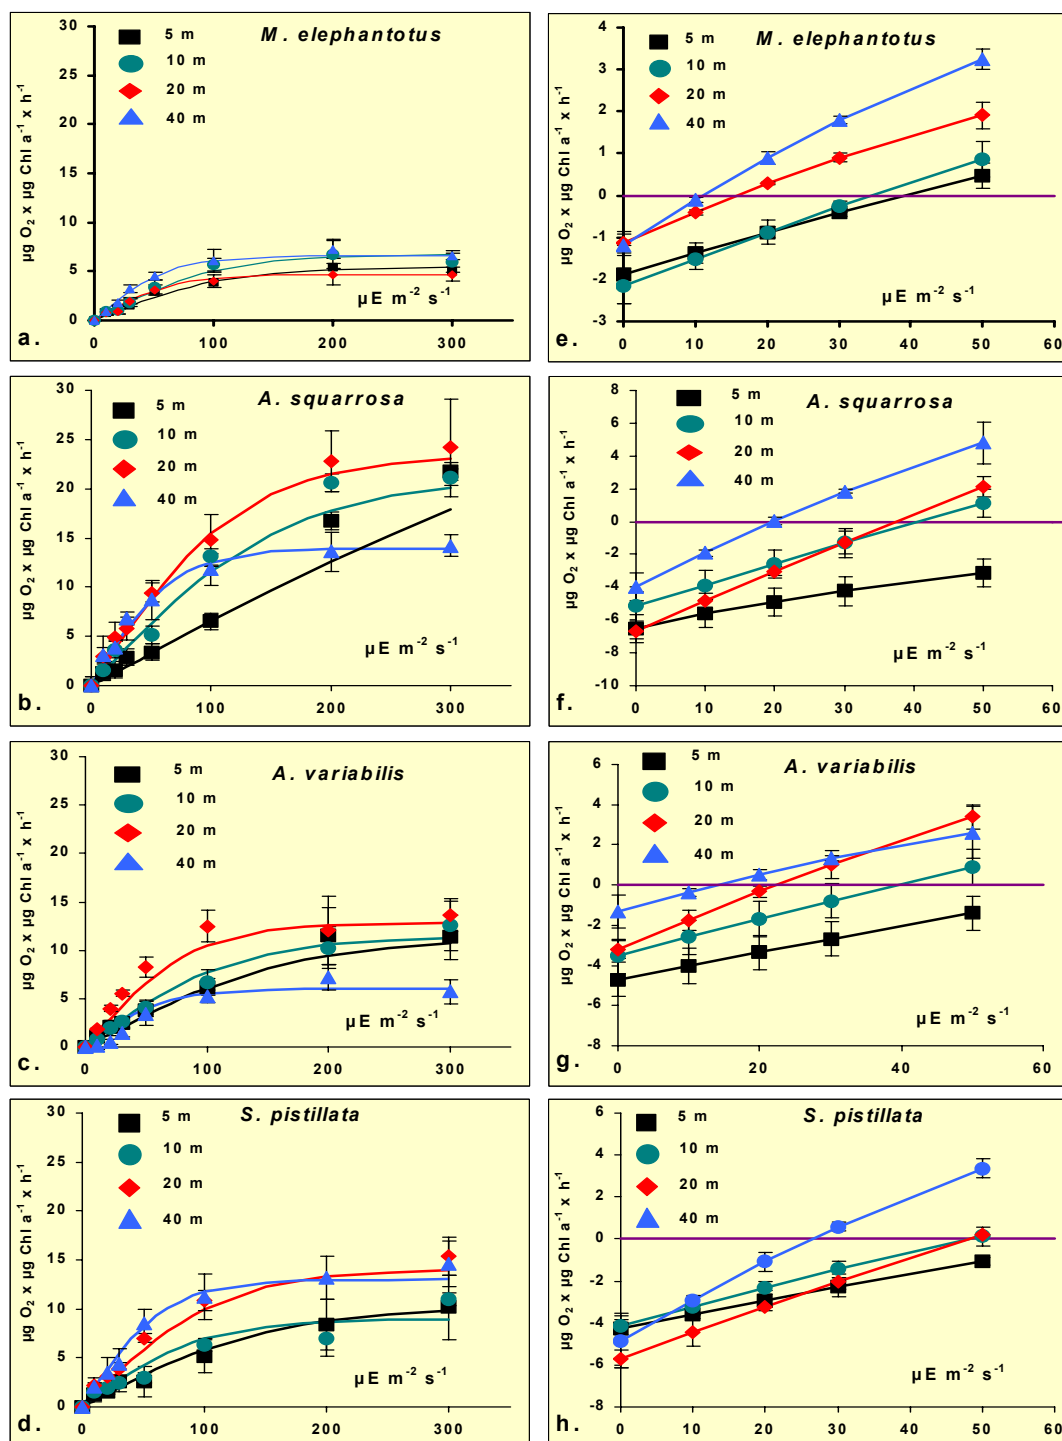 M. elephantotus
5 m
10 m
20 m
40 m
µg O₂ x µg Chl a⁻¹ x h⁻¹
30
25
20
15
10
5
0
0 100 200 300
µE m⁻² s⁻¹
a.
M. elephantotus
5 m
10 m
20 m
40 m
µg O₂ x µg Chl a⁻¹ x h⁻¹
4
3
2
1
0
-1
-2
-3
0 10 20 30 40 50 60
µE m⁻² s⁻¹
e.
A. squarrosa
5 m
10 m
20 m
40 m
µg O₂ x µg Chl a⁻¹ x h⁻¹
30
25
20
15
10
5
0
0 100 200 300
µE m⁻² s⁻¹
b.
A. squarrosa
5 m
10 m
20 m
40 m
µg O₂ x µg Chl a⁻¹ x h⁻¹
8
6
4
2
0
-2
-4
-6
-8
-10
0 10 20 30 40 50 60
µE m⁻² s⁻¹
f.
A. variabilis
5 m
10 m
20 m
40 m
µg O₂ x µg Chl a⁻¹ x h⁻¹
30
25
20
15
10
5
0
0 100 200 300
µE m⁻² s⁻¹
c.
A. variabilis
5 m
10 m
20 m
40 m
µg O₂ x µg Chl a⁻¹ x h⁻¹
6
4
2
0
-2
-4
-6
-8
0 20 40 60
µE m⁻² s⁻¹
g.
S. pistillata
5 m
10 m
20 m
40 m
µg O₂ x µg Chl a⁻¹ x h⁻¹
30
25
20
15
10
5
0
0 100 200 300
µE m⁻² s⁻¹
d.
S. pistillata
5 m
10 m
20 m
40 m
µg O₂ x µg Chl a⁻¹ x h⁻¹
6
4
2
0
-2
-4
-6
-8
0 10 20 30 40 50 60
µE m⁻² s⁻¹
h.